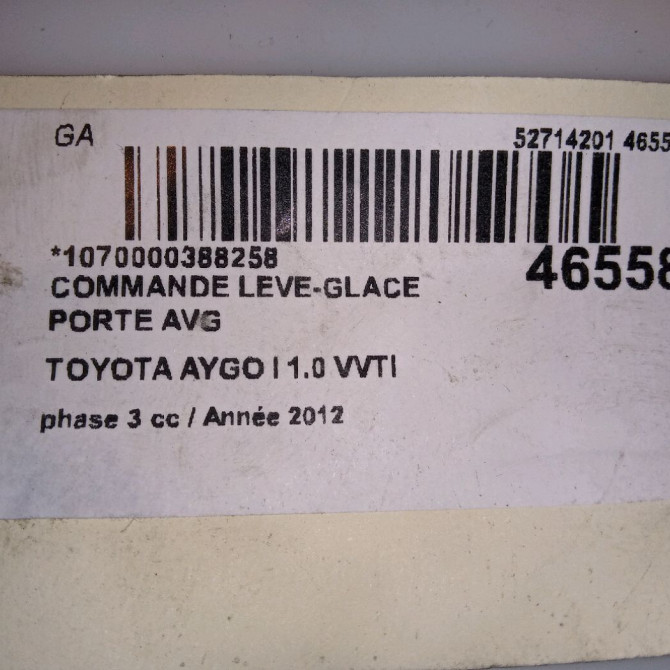 GA
52714201 4655
*1070000388258
46558
COMMANDE LEVE-GLACE
PORTE AVG
TOYOTA AYGO I 1.0 VVTI
phase 3 cc / Année 2012